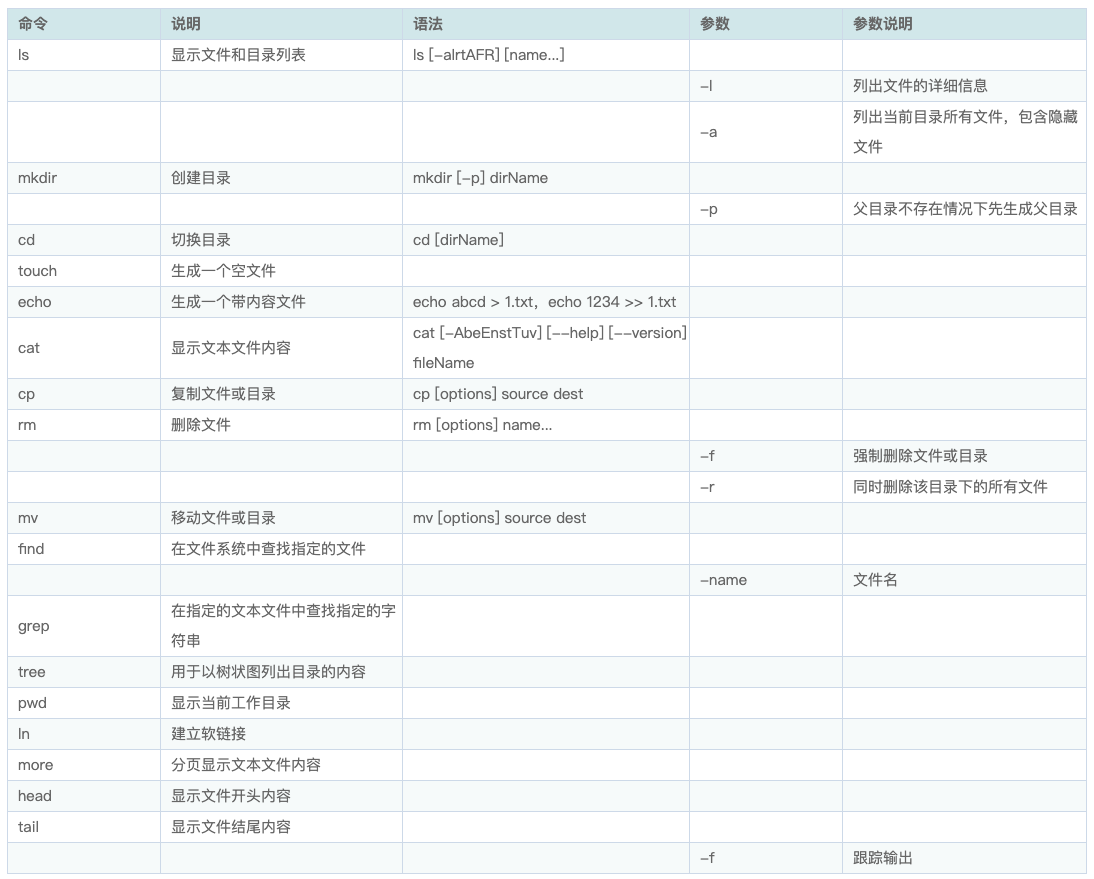 命令 说明 语法 参数 参数说明
ls 显示文件和目录列表 ls [-alrtAFR] [name...]
-l 列出文件的详细信息
-a 列出当前目录所有文件，包含隐藏
文件
mkdir 创建目录 mkdir [-p] dirName
-p 父目录不存在情况下先生成父目录
cd 切换目录 cd [dirName]
touch 生成一个空文件
echo 生成一个带内容文件 echo abcd > 1.txt，echo 1234 >> 1.txt
cat 显示文本文件内容 cat [-AbeEnstTuv] [--help] [--version]
fileName
cp 复制文件或目录 cp [options] source dest
rm 删除文件 rm [options] name...
-f 强制删除文件或目录
-r 同时删除该目录下的所有文件
mv 移动文件或目录 mv [options] source dest
find 在文件系统中查找指定的文件
-name 文件名
grep 在指定的文本文件中查找指定的字
符串
tree 用于以树状图列出目录的内容
pwd 显示当前工作目录
ln 建立软链接
more 分页显示文本文件内容
head 显示文件开头内容
tail 显示文件结尾内容
-f 跟踪输出